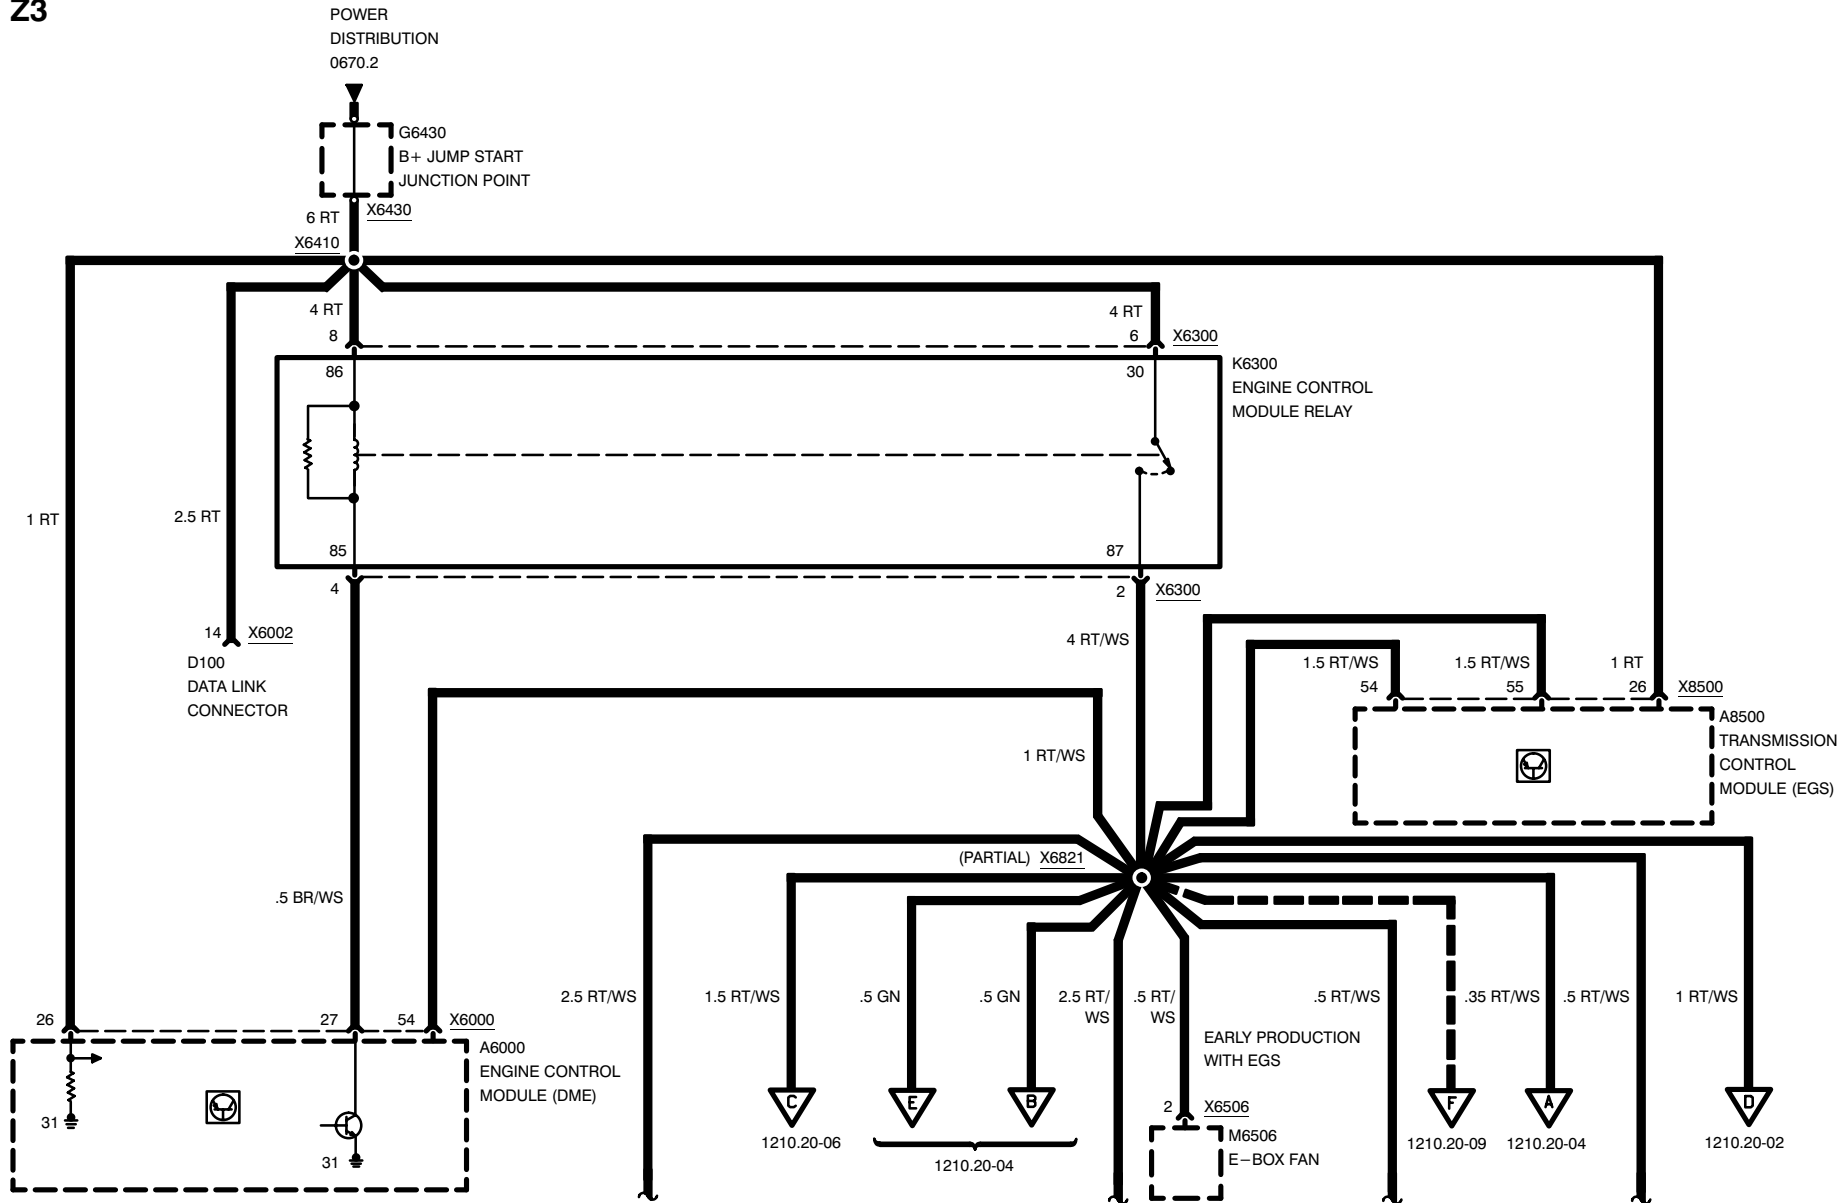 Z3
POWER
DISTRIBUTION
0670.2
G6430
B+ JUMP START
JUNCTION POINT
6 RT
X6430
X6410
4 RT
4 RT
8
6
X6300
86
30
K6300
ENGINE CONTROL
MODULE RELAY
1 RT
2.5 RT
85
87
4
2
X6300
14
X6002
D100
DATA LINK
CONNECTOR
4 RT/WS
1.5 RT/WS
1.5 RT/WS
1 RT
54
55
26
X8500
A8500
TRANSMISSION
CONTROL
MODULE (EGS)
1 RT/WS
(PARTIAL) X6821
.5 BR/WS
2.5 RT/WS
1.5 RT/WS
.5 GN
.5 GN
2.5 RT/
WS
.5 RT/
WS
.5 RT/WS
.35 RT/WS
.5 RT/WS
1 RT/WS
26
27
54
X6000
A6000
ENGINE CONTROL
MODULE (DME)
31
31
EARLY PRODUCTION
WITH EGS
C
E
B
F
A
D
1210.20-06
1210.20-04
2
X6506
M6506
E-BOX FAN
1210.20-09
1210.20-04
1210.20-02